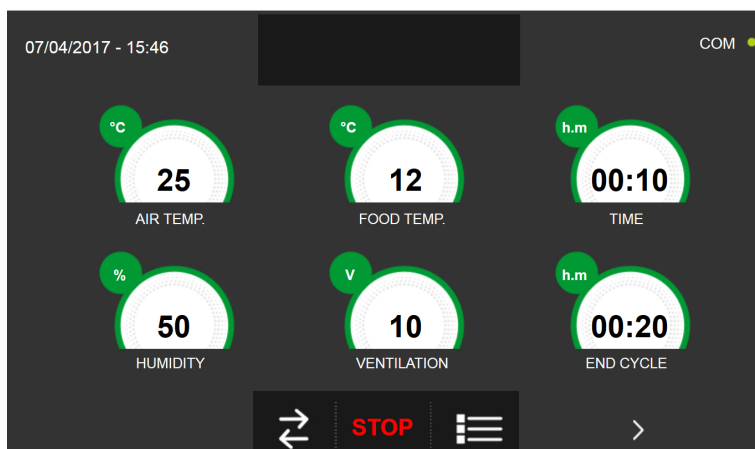 07/04/2017 - 15:46
COM
°C
25
AIR TEMP.
°C
12
FOOD TEMP.
h.m
00:10
TIME
%
50
HUMIDITY
V
10
VENTILATION
h.m
00:20
END CYCLE
STOP